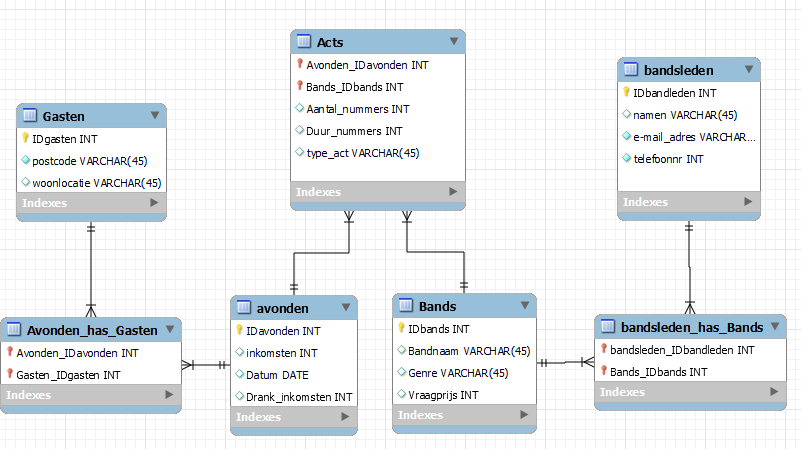 Acts
Avonden_IDavonden INT
Bands_IDbands INT
Aantal_nummers INT
Duur_nummers INT
type_act VARCHAR(45)
Indexes
bandsleden
IDbandleden INT
namen VARCHAR(45)
e-mail_adres VARCHAR...
telefoonnr INT
Indexes
Gasten
IDgasten INT
postcode VARCHAR(45)
woonlocatie VARCHAR(45)
Indexes
Avonden_has_Gasten
Avonden_IDavonden INT
Gasten_IDgasten INT
Indexes
avonden
IDavonden INT
inkomsten INT
Datum DATE
Drank_inkomsten INT
Indexes
Bands
IDbands INT
Bandnaam VARCHAR(45)
Genre VARCHAR(45)
Vraagprijs INT
Indexes
bandsleden_has_Bands
bandsleden_IDbandleden INT
Bands_IDbands INT
Indexes